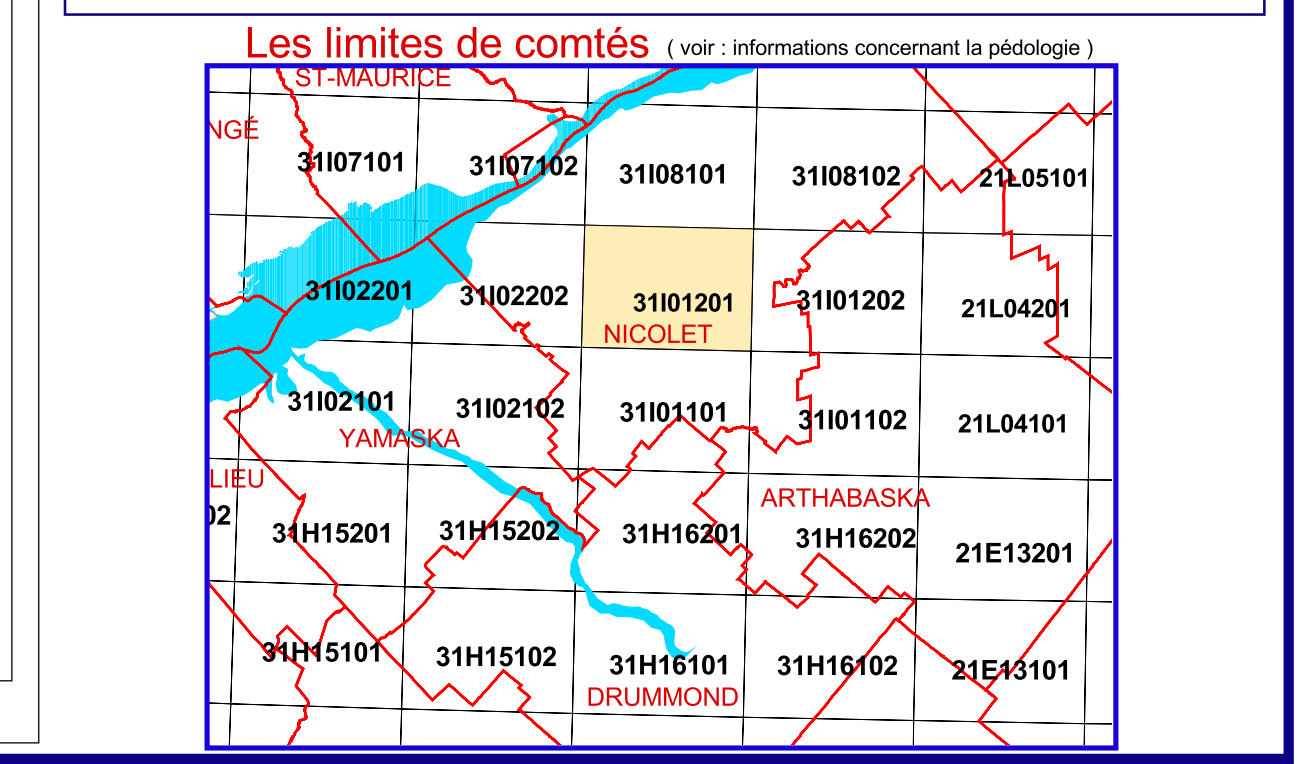 Les limites de comtés ( voir : informations concernant la pédologie )
ST-MAURICE
NGÉ
31I07101
31I07102
31I08101
31I08102
21L05101
31I02201
31I02202
31I01201
31I01202
21L04201
NICOLET
31I02101
31I02102
31I01101
31I01102
21L04101
YAMASKA
LIEU
ARTHABASKA
02
31H15201
31H15202
31H16201
31H16202
21E13201
31H15101
31H15102
31H16101
31H16102
21E13101
DRUMMOND